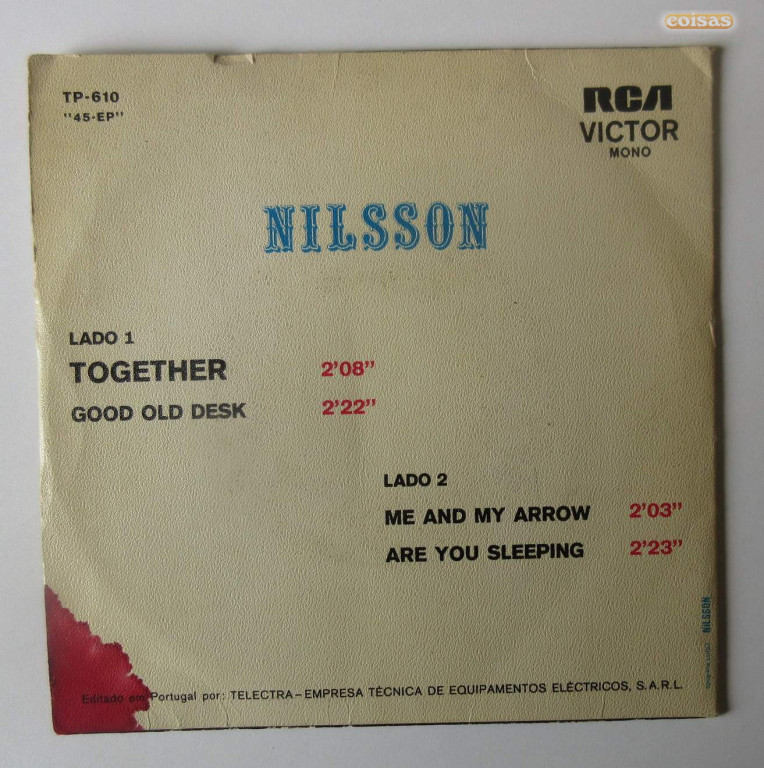 coisas
TP-610
"45-EP"
RCA
VICTOR
MONO
NILSSON
LADO 1
TOGETHER 2'08"
GOOD OLD DESK 2'22"
LADO 2
ME AND MY ARROW 2'03"
ARE YOU SLEEPING 2'23"
NILSSON
Editado em Portugal por: TELECTRA-EMPRESA TÉCNICA DE EQUIPAMENTOS ELÉCTRICOS, S.A.R.L.